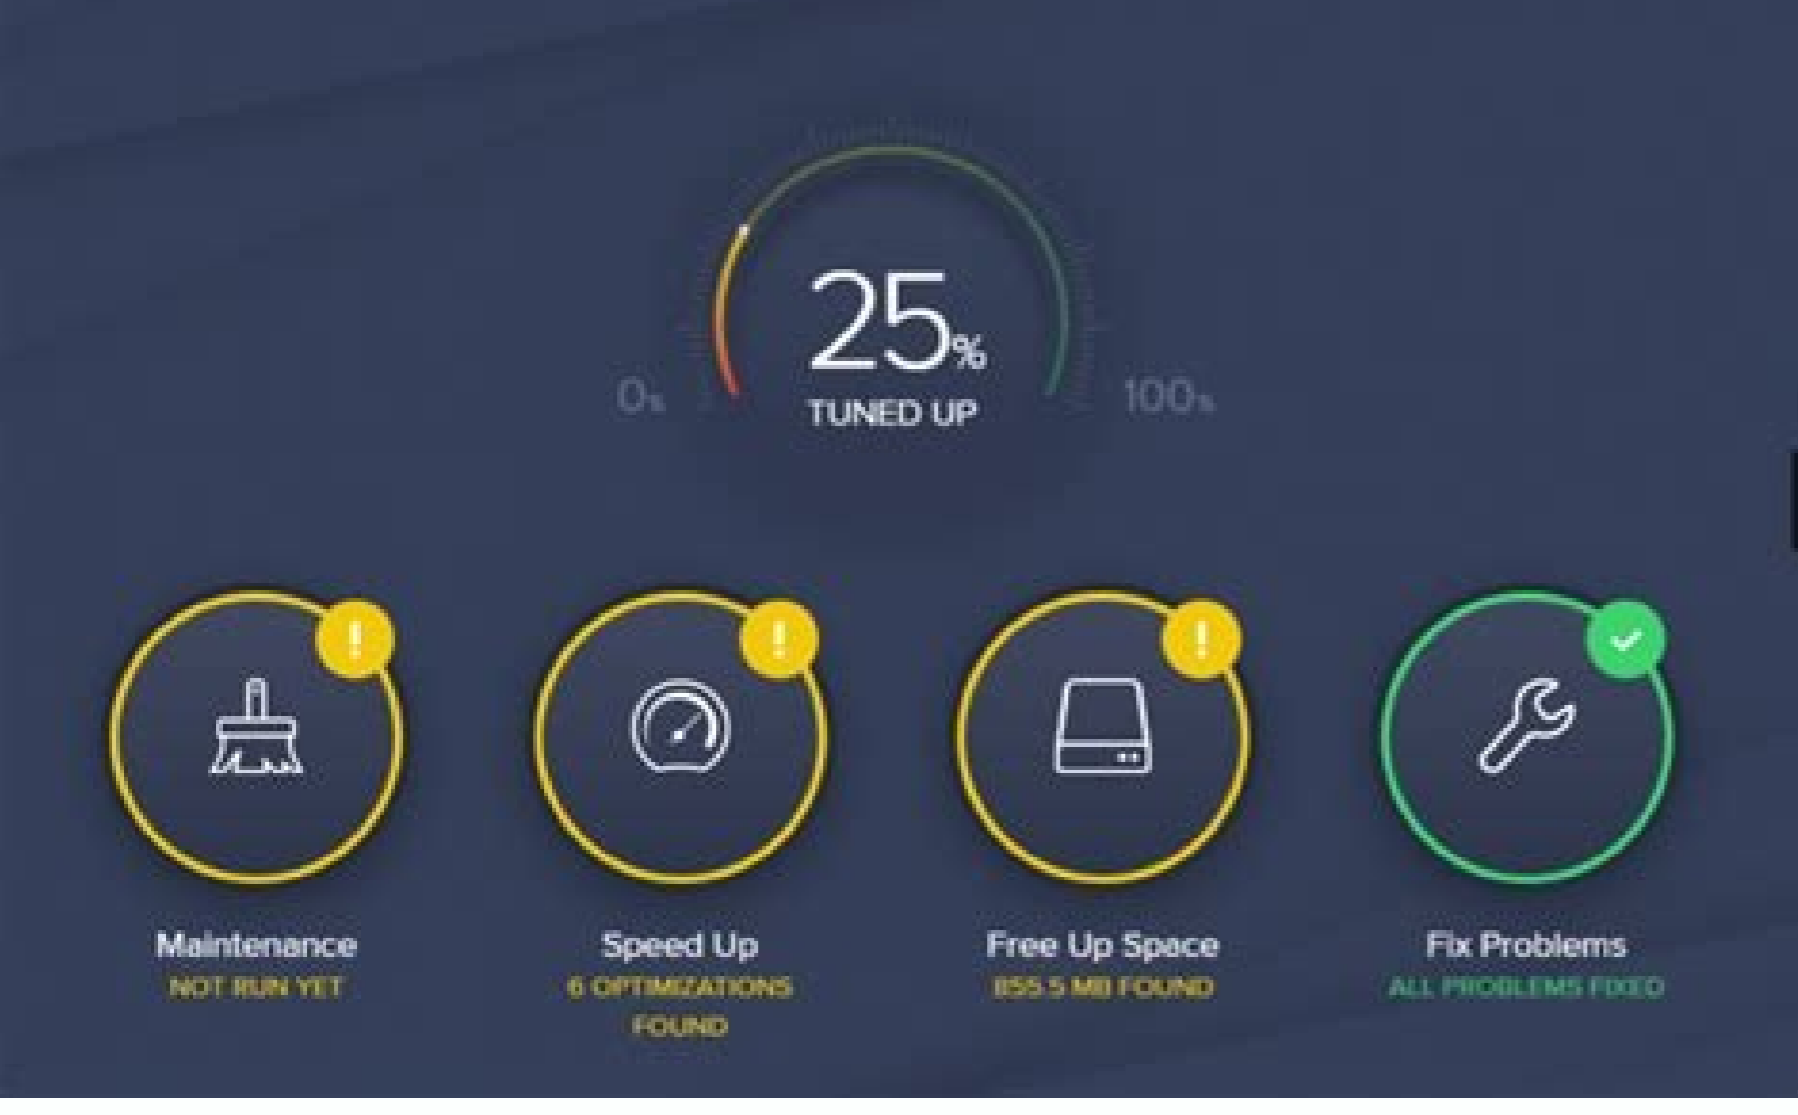 25%
TUNED UP
0%
100%
Maintenance
Speed Up
Free Up Space
Fix Problems
NOT RUN YET
6 OPTIMIZATIONS
FOUND
855.5 MB FOUND
ALL PROBLEMS FIXED